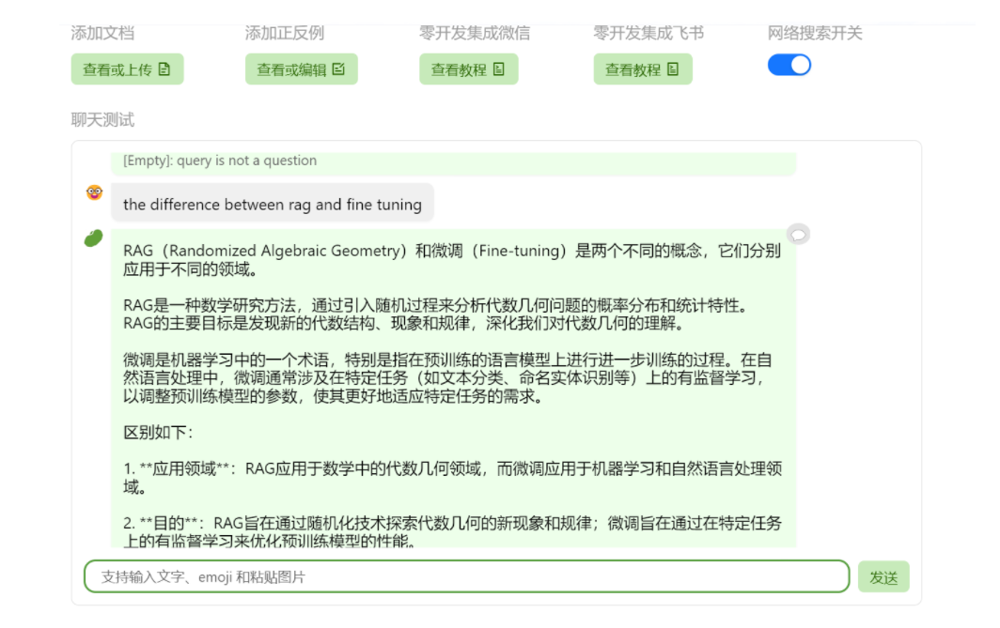 添加文档
添加正反例
零开发集成微信
零开发集成飞书
网络搜索开关
查看或上传
查看或编辑
查看教程
查看教程
聊天测试
[Empty]: query is not a question
the difference between rag and fine tuning
RAG（Randomized Algebraic Geometry）和微调（Fine-tuning）是两个不同的概念，它们分别
应用于不同的领域。
RAG是一种数学研究方法，通过引入随机过程来分析代数几何问题的概率分布和统计特性。
RAG的主要目标是发现新的代数结构、现象和规律，深化我们对代数几何的理解。
微调是机器学习中的一个术语，特别是指在预训练的语言模型上进行进一步训练的过程。在自
然语言处理中，微调通常涉及在特定任务（如文本分类、命名实体识别等）上的有监督学习，
以调整预训练模型的参数，使其更好地适应特定任务的需求。
区别如下：
1. **应用领域**：RAG应用于数学中的代数几何领域，而微调应用于机器学习和自然语言处理领
域。
2. **目的**：RAG旨在通过随机化技术探索代数几何的新现象和规律；微调旨在通过在特定任务
上的有监督学习来优化预训练模型的性能。
支持输入文字、emoji 和粘贴图片
发送